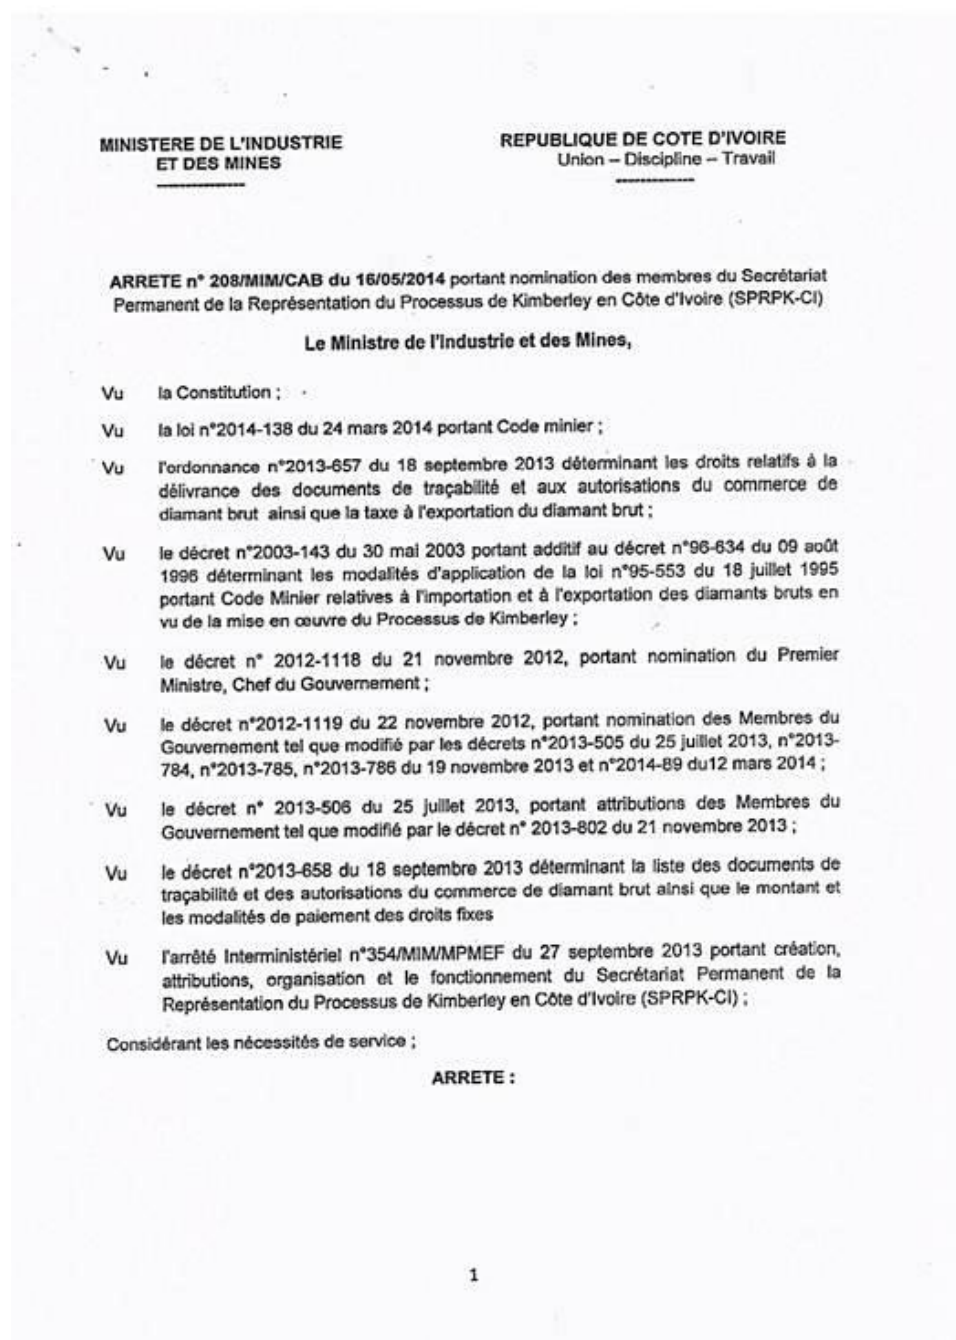 MINISTERE DE L'INDUSTRIE
ET DES MINES
---------------
REPUBLIQUE DE COTE D'IVOIRE
Union – Discipline – Travail
-------------
ARRETE n° 208/MIM/CAB du 16/05/2014 portant nomination des membres du Secrétariat
Permanent de la Représentation du Processus de Kimberley en Côte d'Ivoire (SPRPK-CI)
Le Ministre de l'Industrie et des Mines,
Vu la Constitution ;
Vu la loi n°2014-138 du 24 mars 2014 portant Code minier ;
Vu l'ordonnance n°2013-657 du 18 septembre 2013 déterminant les droits relatifs à la
délivrance des documents de traçabilité et aux autorisations du commerce de
diamant brut ainsi que la taxe à l'exportation du diamant brut ;
Vu le décret n°2003-143 du 30 mai 2003 portant additif au décret n°96-634 du 09 août
1996 déterminant les modalités d'application de la loi n°95-553 du 18 juillet 1995
portant Code Minier relatives à l'importation et à l'exportation des diamants bruts en
vu de la mise en œuvre du Processus de Kimberley ;
Vu le décret n° 2012-1118 du 21 novembre 2012, portant nomination du Premier
Ministre, Chef du Gouvernement ;
Vu le décret n°2012-1119 du 22 novembre 2012, portant nomination des Membres du
Gouvernement tel que modifié par les décrets n°2013-505 du 25 juillet 2013, n°2013-
784, n°2013-785, n°2013-786 du 19 novembre 2013 et n°2014-89 du12 mars 2014 ;
Vu le décret n° 2013-506 du 25 juillet 2013, portant attributions des Membres du
Gouvernement tel que modifié par le décret n° 2013-802 du 21 novembre 2013 ;
Vu le décret n°2013-658 du 18 septembre 2013 déterminant la liste des documents de
traçabilité et des autorisations du commerce de diamant brut ainsi que le montant et
les modalités de paiement des droits fixes
Vu l'arrêté Interministériel n°354/MIM/MPMEF du 27 septembre 2013 portant création,
attributions, organisation et le fonctionnement du Secrétariat Permanent de la
Représentation du Processus de Kimberley en Côte d'Ivoire (SPRPK-CI) ;
Considérant les nécessités de service ;
ARRETE :
1